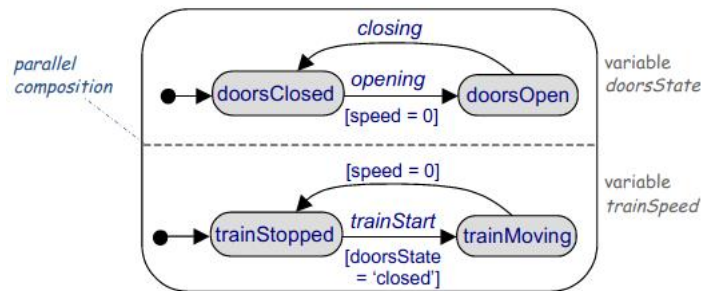 closing
parallel
composition
variable
doorsState
doorsClosed
opening
doorsOpen
[speed = 0]
[speed = 0]
variable
trainSpeed
trainStopped
trainStart
trainMoving
[doorsState
= 'closed']